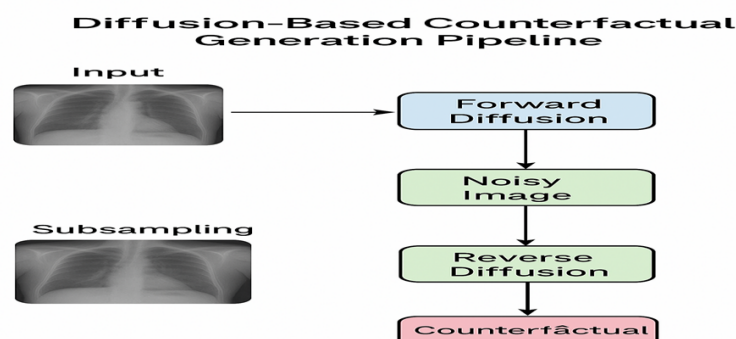 Diffusion-Based Counterfactual
Generation Pipeline
Input
Forward
Diffusion
Noisy
Image
Subsampling
Reverse
Diffusion
Counterfâctual